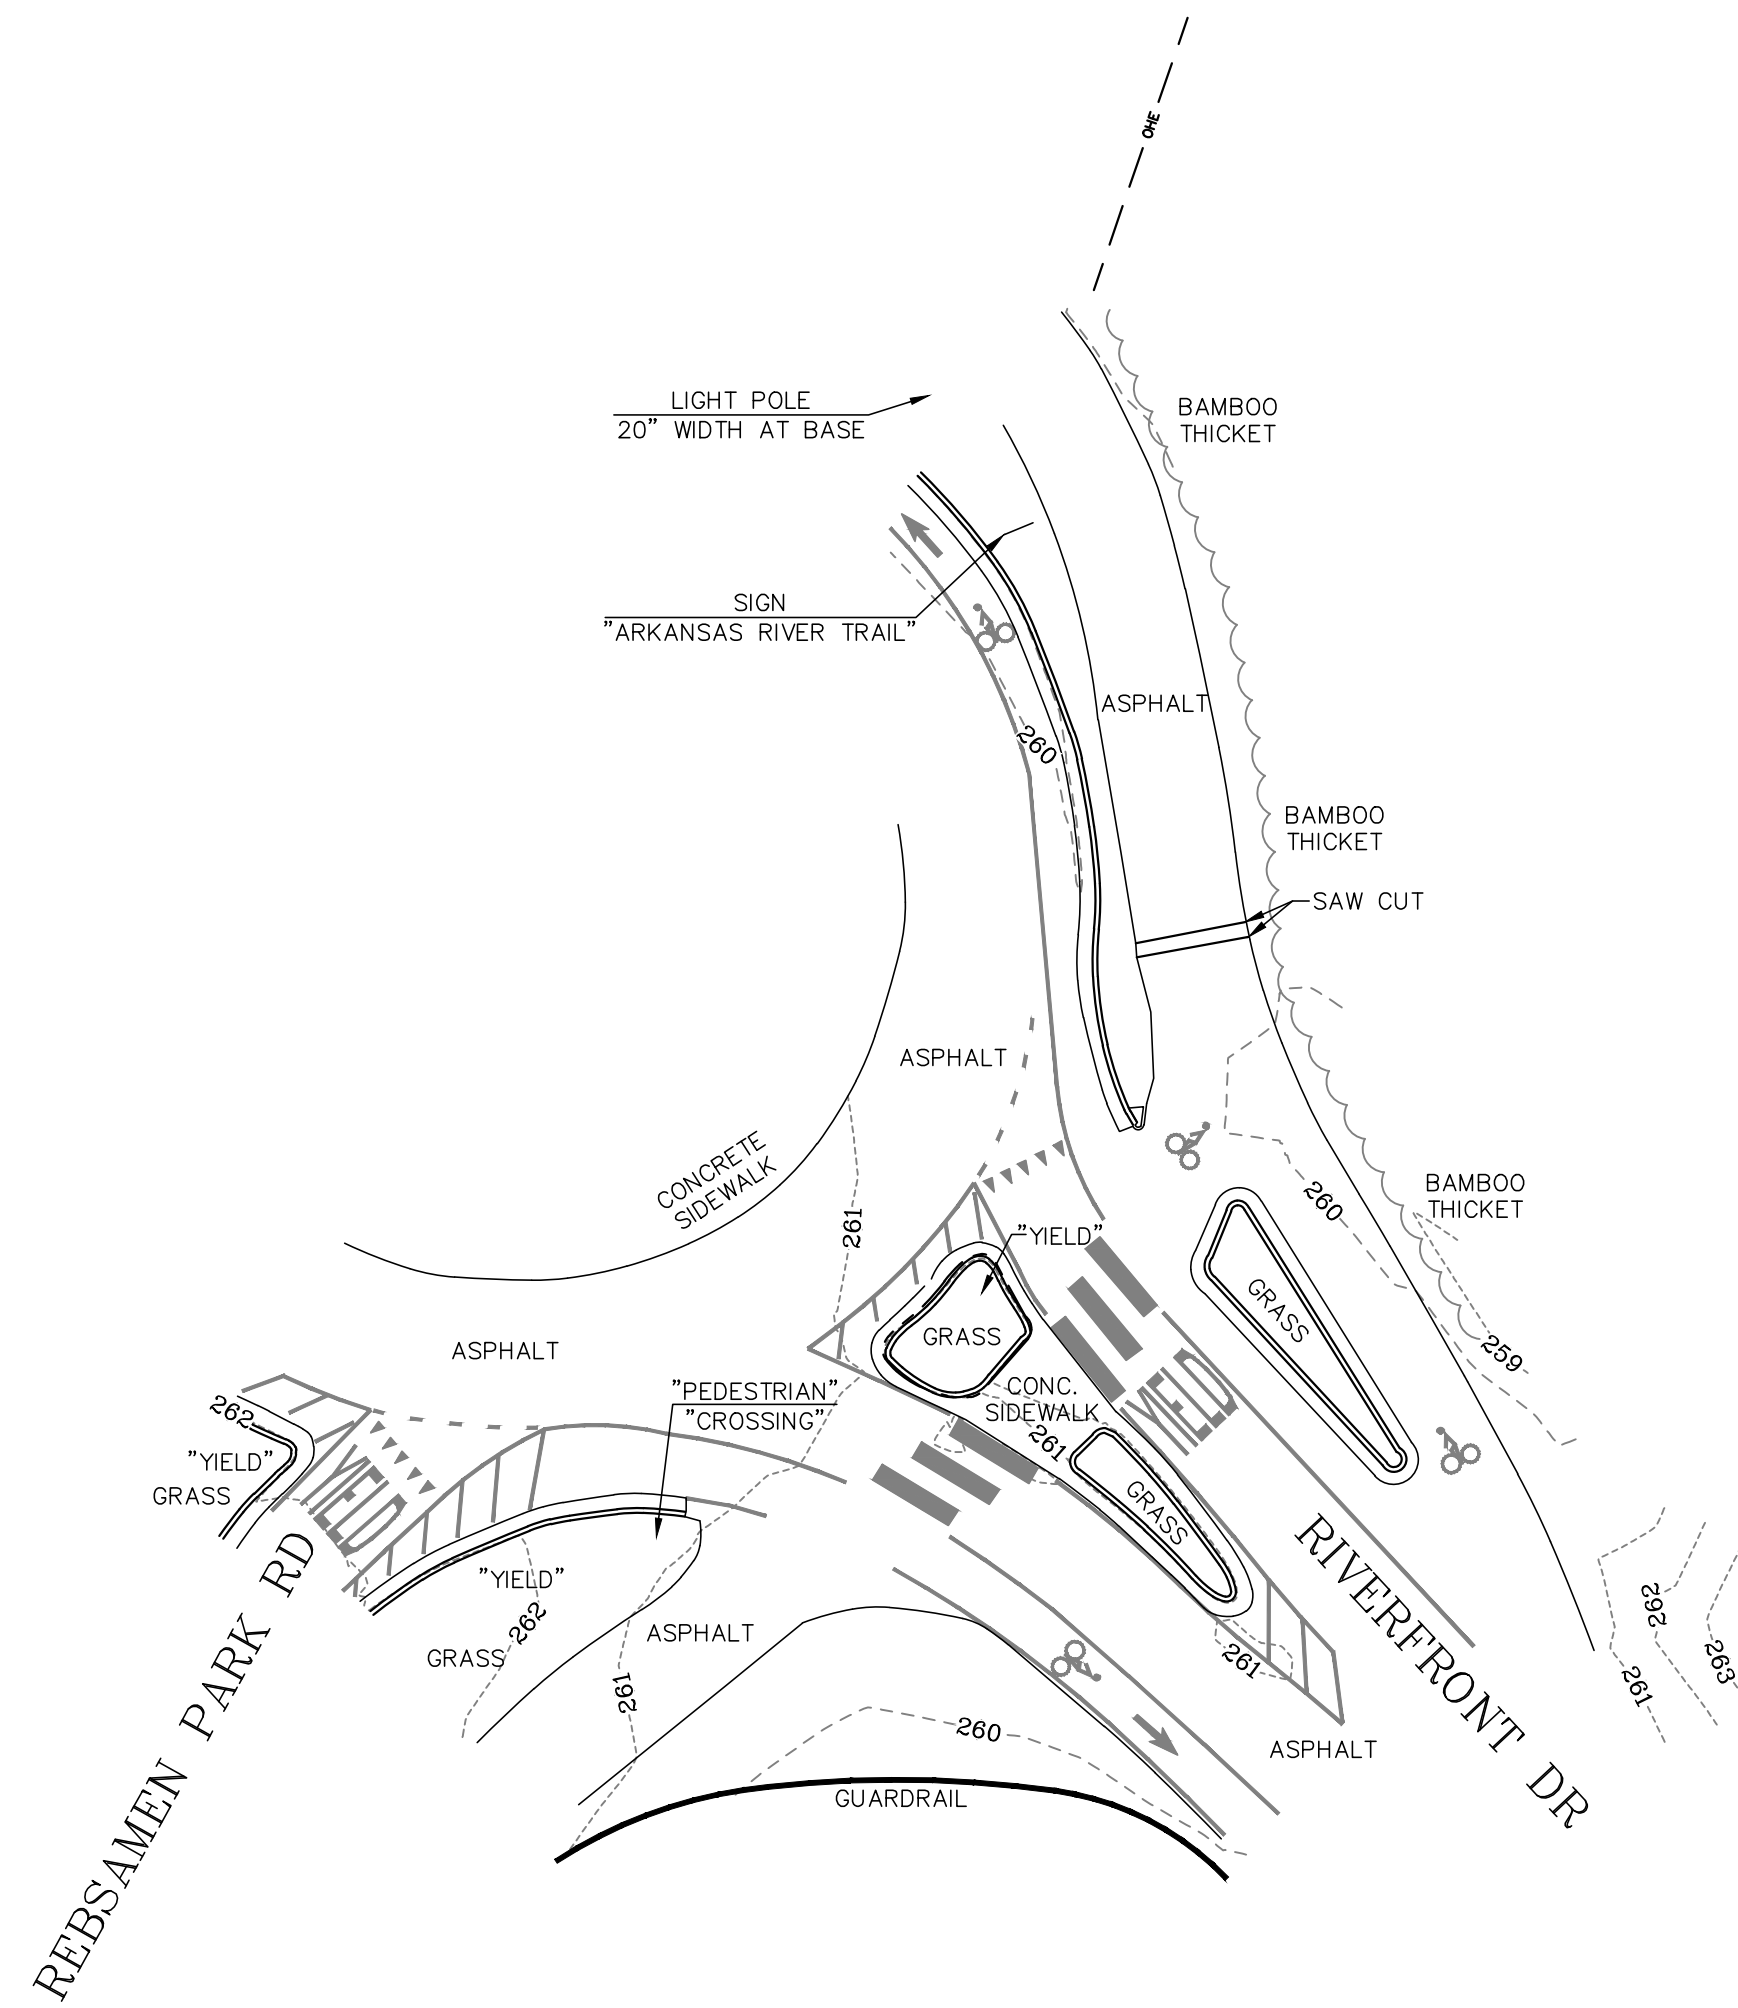 OHE
LIGHT POLE
20" WIDTH AT BASE
BAMBOO
THICKET
SIGN
"ARKANSAS RIVER TRAIL"
ASPHALT
260
BAMBOO
THICKET
SAW CUT
ASPHALT
CONCRETE
SIDEWALK
261
BAMBOO
THICKET
260
"YIELD"
GRASS
GRASS
259
ASPHALT
"PEDESTRIAN"
"CROSSING"
CONC.
SIDEWALK
YIELD
262
261
"YIELD"
GRASS
YIELD
GRASS
"YIELD"
262
GRASS
ASPHALT
261
261
262
263
261
260
ASPHALT
GUARDRAIL
REBSAMEN PARK RD
RIVERFRONT DR